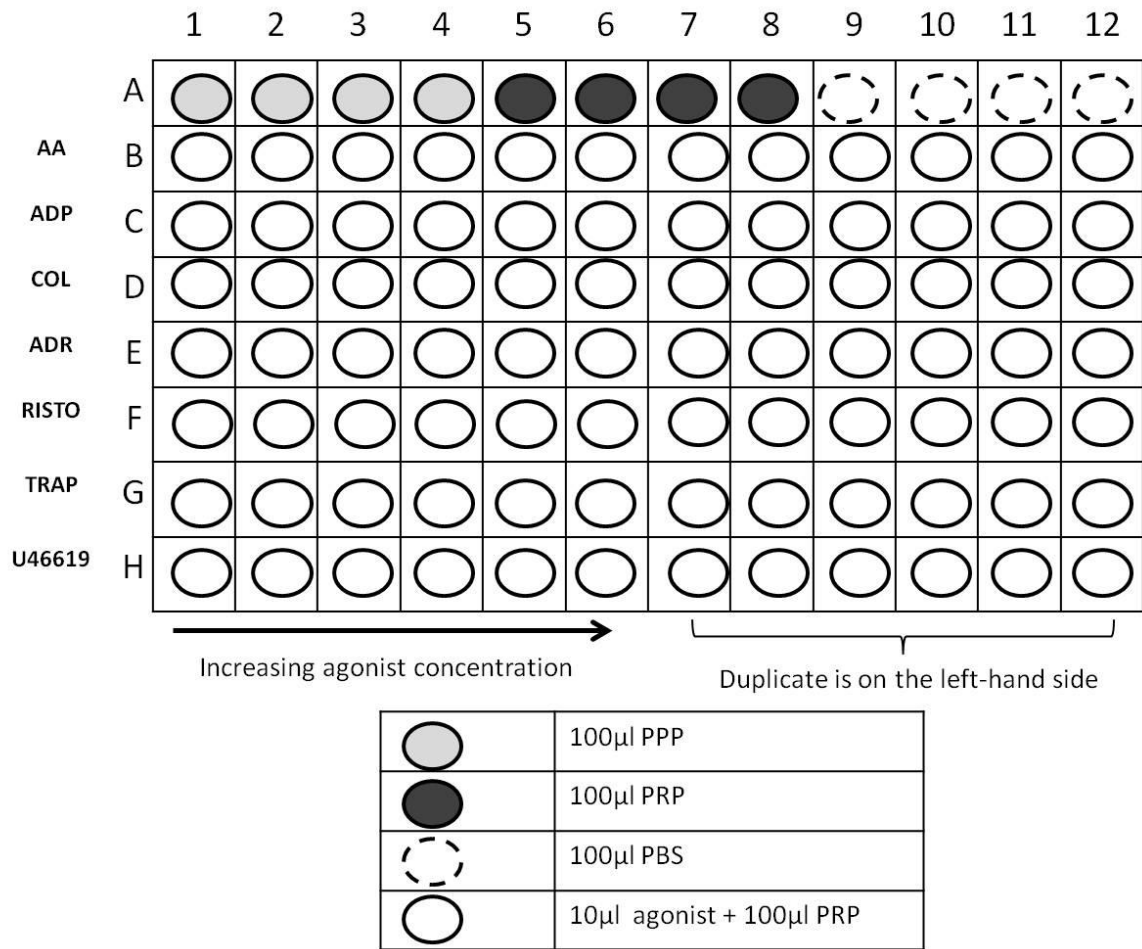 1 2 3 4 5 6 7 8 9 10 11 12
A
AA B
ADP C
COL D
ADR E
RISTO F
TRAP G
U46619 H
Increasing agonist concentration
Duplicate is on the left-hand side
100µl PPP
100µl PRP
100µl PBS
10µl agonist + 100µl PRP